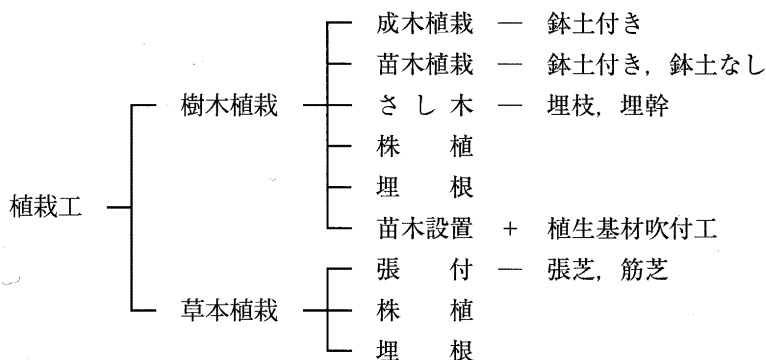 成木植栽 — 鉢土付き
苗木植栽 — 鉢土付き，鉢土なし
樹木植栽 さし木 — 埋枝，埋幹
株植
埋根
植栽工
苗木設置 + 植生基材吹付工
張付 — 張芝，筋芝
草本植栽 株植
埋根